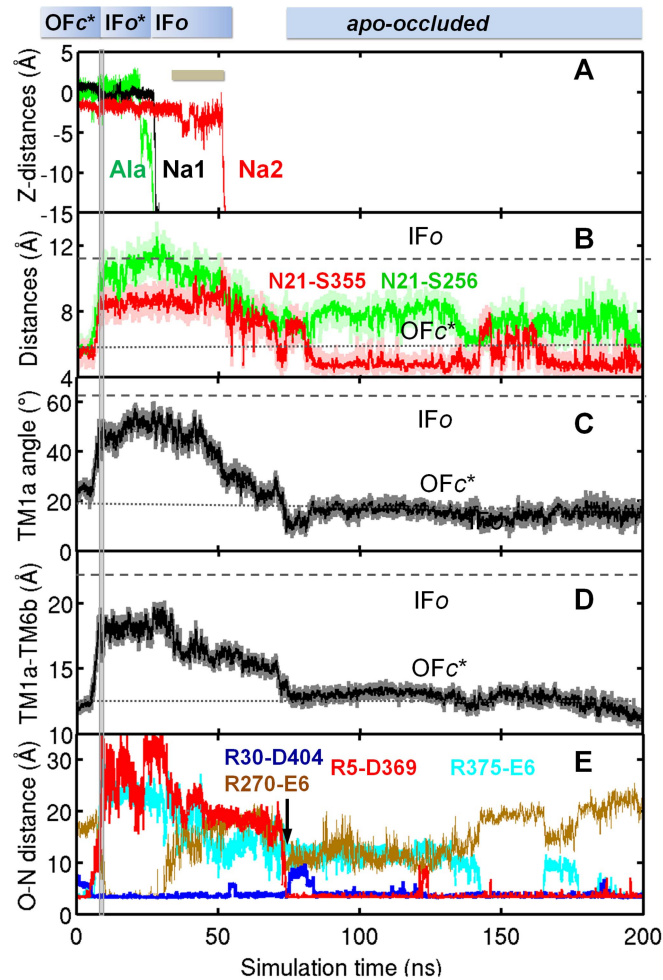 OFc* IFo* IFo apo-occluded
5
0
-5
-10
-15
Z-distances (Å)
A
Ala Na1 Na2
12
8
4
Distances (Å)
B
IFo
N21-S355 N21-S256
OFc*
60
40
20
0
TM1a angle (°)
C
IFo
OFc*
20
15
10
TM1a-TM6b (Å)
D
IFo
OFc*
30
20
10
0
O-N distance (Å)
E
R30-D404 R5-D369 R375-E6
R270-E6
0 50 100 150 200
Simulation time (ns)